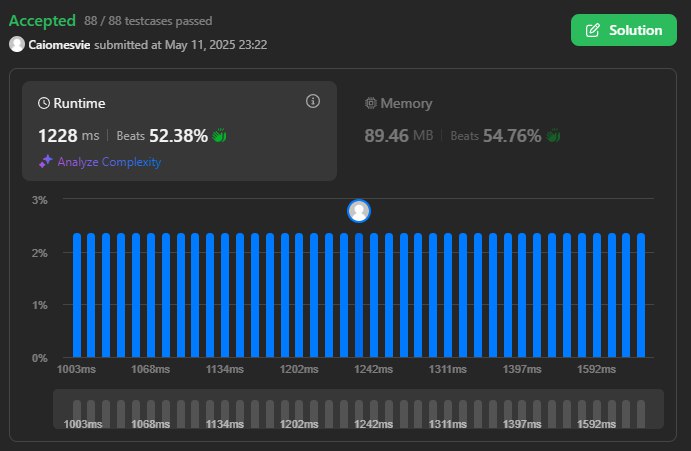 Accepted 88 / 88 testcases passed
Caiomesvie submitted at May 11, 2025 23:22
Solution
Runtime
1228 ms | Beats 52.38%
Analyze Complexity
Memory
89.46 MB | Beats 54.76%
3%
2%
1%
0%
1003ms 1068ms 1134ms 1202ms 1242ms 1311ms 1397ms 1592ms
1003ms 1068ms 1134ms 1202ms 1242ms 1311ms 1397ms 1592ms